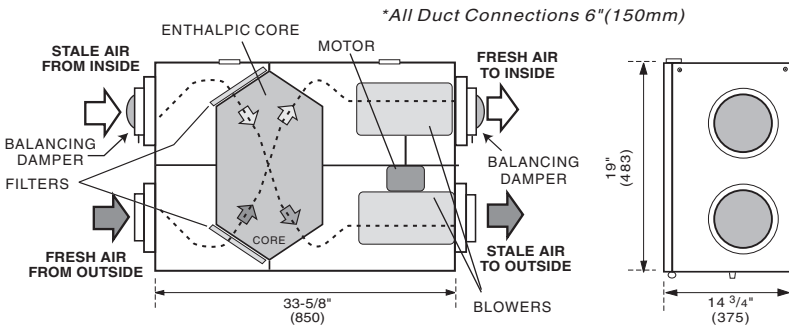 *All Duct Connections 6"(150mm)
ENTHALPIC CORE
MOTOR
STALE AIR
FROM INSIDE
FRESH AIR
TO INSIDE
BALANCING
DAMPER
BALANCING
DAMPER
FILTERS
CORE
FRESH AIR
FROM OUTSIDE
STALE AIR
TO OUTSIDE
BLOWERS
33-5/8"
(850)
19"
(483)
14 3/4"
(375)